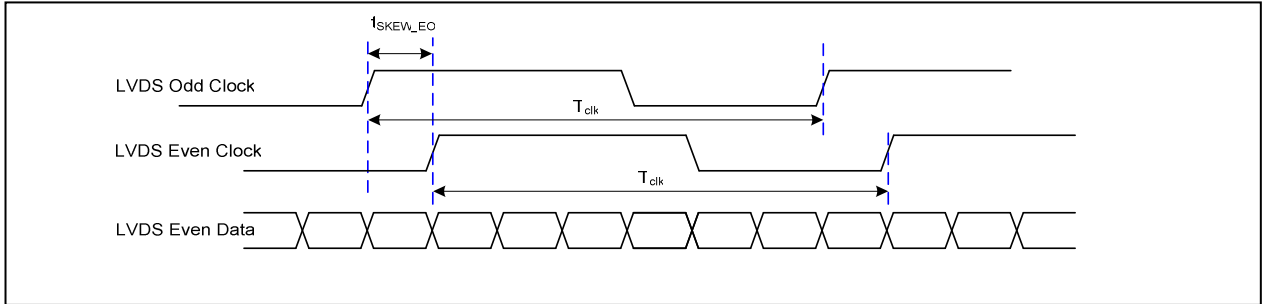 tSKEW_EO
LVDS Odd Clock
Tclk
LVDS Even Clock
Tclk
LVDS Even Data